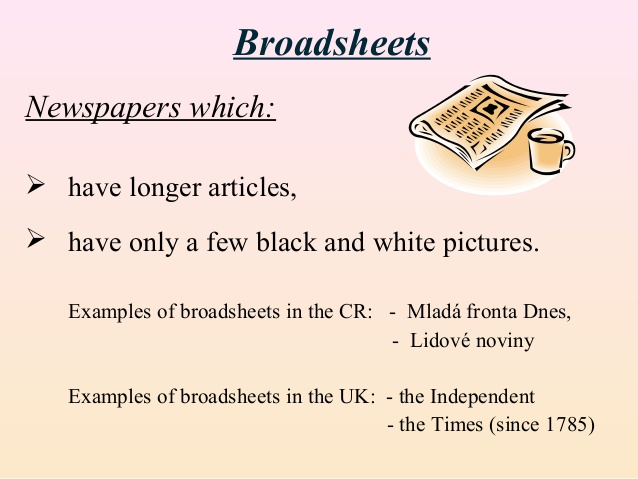 Broadsheets
Newspapers which:
➢ have longer articles,
➢ have only a few black and white pictures.
Examples of broadsheets in the CR: - Mladá fronta Dnes,
- Lidové noviny
Examples of broadsheets in the UK: - the Independent
- the Times (since 1785)